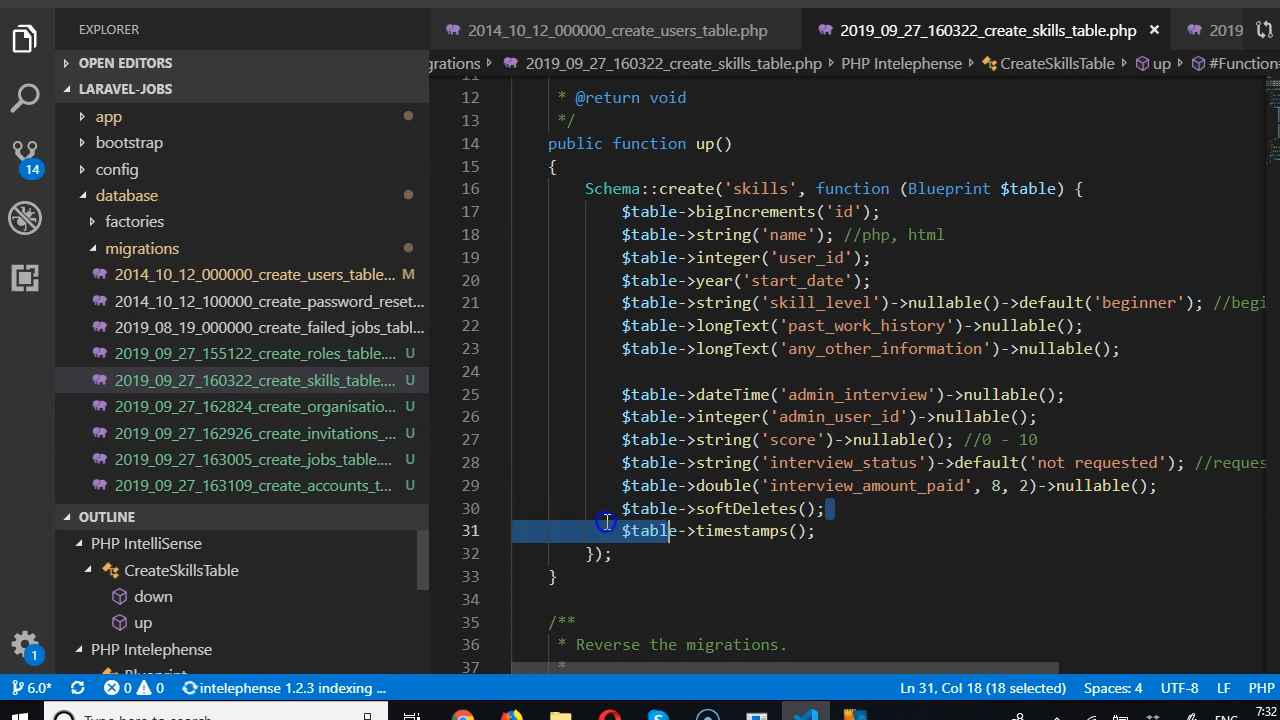 EXPLORER
OPEN EDITORS
LARAVEL-JOBS
app
bootstrap
config
database
factories
migrations
2014_10_12_000000_create_users_table... M
2014_10_12_100000_create_password_reset...
2019_08_19_000000_create_failed_jobs_tabl...
2019_09_27_155122_create_roles_table.... U
2019_09_27_160322_create_skills_table.... U
2019_09_27_162824_create_organisatio... U
2019_09_27_162926_create_invitations_... U
2019_09_27_163005_create_jobs_table.... U
2019_09_27_163109_create_accounts_t... U
OUTLINE
PHP IntelliSense
CreateSkillsTable
down
up
PHP Intelephense
14
1
2014_10_12_000000_create_users_table.php
2019_09_27_160322_create_skills_table.php ×
2019
igrations 2019_09_27_160322_create_skills_table.php PHP Intelephense CreateSkillsTable up #Function
11
12 * @return void
13 */
14 public function up()
15 {
16 Schema::create('skills', function (Blueprint $table) {
17 $table->bigIncrements('id');
18 $table->string('name'); //php, html
19 $table->integer('user_id');
20 $table->year('start_date');
21 $table->string('skill_level')->nullable()->default('beginner'); //begi
22 $table->longText('past_work_history')->nullable();
23 $table->longText('any_other_information')->nullable();
24
25 $table->dateTime('admin_interview')->nullable();
26 $table->integer('admin_user_id')->nullable();
27 $table->string('score')->nullable(); //0 - 10
28 $table->string('interview_status')->default('not requested'); //reques
29 $table->double('interview_amount_paid', 8, 2)->nullable();
30 $table->softDeletes();
31 $table->timestamps();
32 });
33 }
34
35 /**
36 * Reverse the migrations.
37 *
6.0* 0 0 intelephense 1.2.3 indexing ... Ln 31, Col 18 (18 selected) Spaces: 4 UTF-8 LF PHP
Type here to search
ENG
7:32